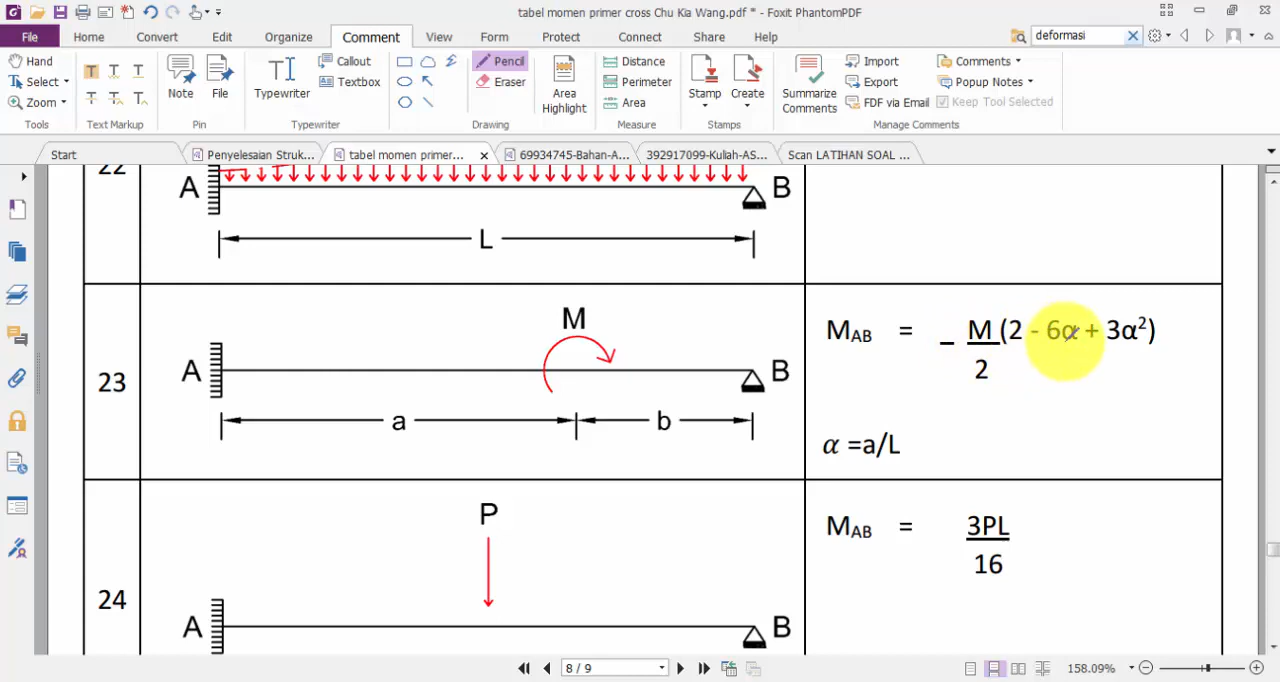 tabel momen primer cross Chu Kia Wang.pdf * - Foxit PhantomPDF
File Home Convert Edit Organize Comment View Form Protect Connect Share Help
deformasi
Hand
Select
Zoom
Tools
T T T
T T T
Text Markup
Note
File
Pin
Typewriter
Callout
Textbox
Typewriter
Pencil
Eraser
Area Highlight
Drawing
Distance
Perimeter
Area
Measure
Stamp
Create
Stamps
Summarize Comments
Import
Export
FDF via Email
Comments
Popup Notes
Keep Tool Selected
Manage Comments
Start
Penyelesaian Struk...
tabel momen primer...
69934745-Bahan-A...
392917099-Kuliah-AS...
Scan LATIHAN SOAL ...
22
A B
L
23
M
A B
a b
M_AB = _ M (2 - 6α + 3α²)
2
α =a/L
24
P
A B
M_AB = 3PL
16
8 / 9
158.09%